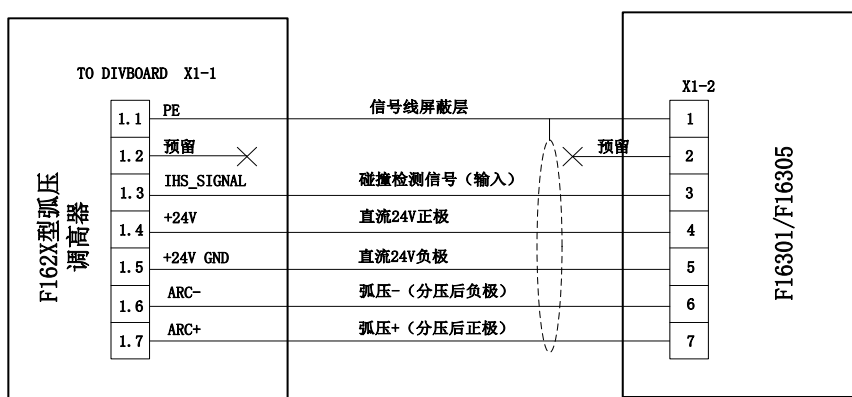 TO DIVBOARD X1-1
X1-2
1.1 PE 信号线屏蔽层 1
1.2 预留 预留 2
1.3 IHS_SIGNAL 碰撞检测信号（输入） 3
1.4 +24V 直流24V正极 4
1.5 +24V GND 直流24V负极 5
1.6 ARC- 弧压-（分压后负极） 6
1.7 ARC+ 弧压+（分压后正极） 7
F162X型弧压
调高器
F16301/F16305